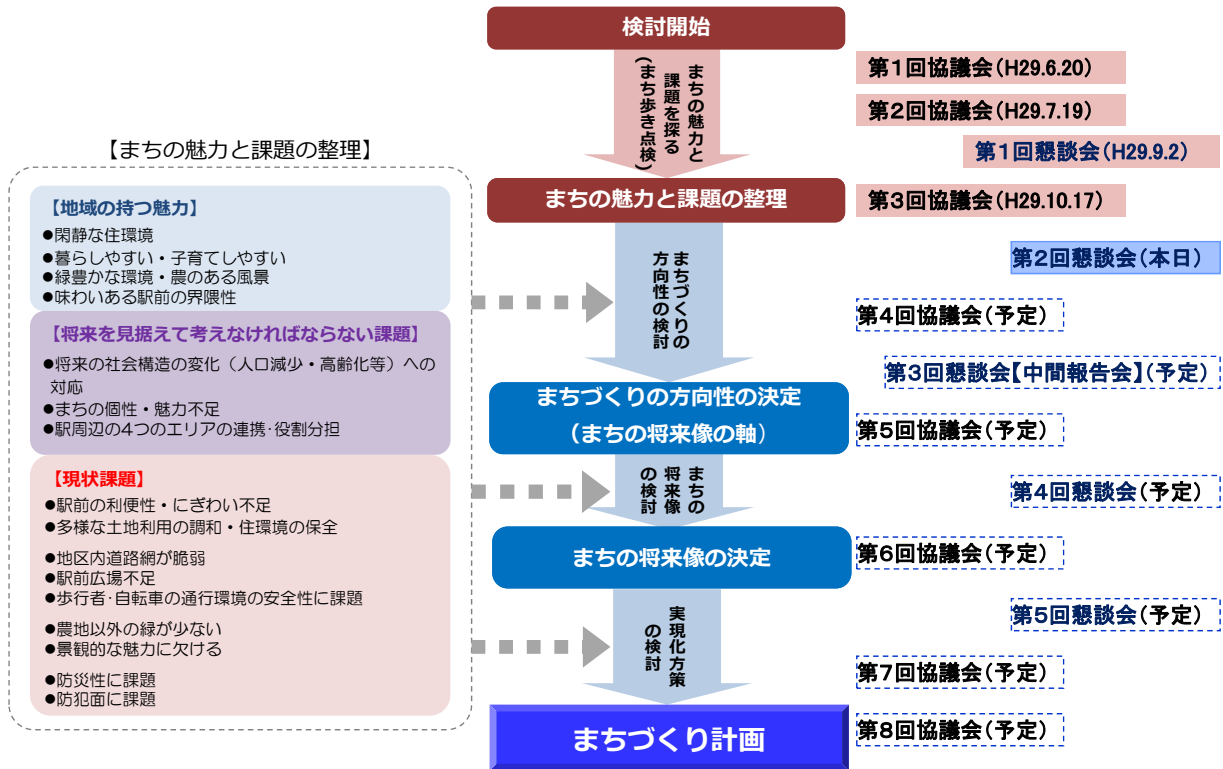 検討開始
まちの魅力と
課題を探る
(まち歩き点検)
まちの魅力と課題の整理
まちづくりの
方向性の検討
まちづくりの方向性の決定
（まちの将来像の軸）
まちの
将来像
の検討
まちの将来像の決定
実現化方策
の検討
まちづくり計画
【まちの魅力と課題の整理】
【地域の持つ魅力】
●閑静な住環境
●暮らしやすい・子育てしやすい
●緑豊かな環境・農のある風景
●味わいある駅前の界隈性
【将来を見据えて考えなければならない課題】
●将来の社会構造の変化（人口減少・高齢化等）への
対応
●まちの個性・魅力不足
●駅周辺の4つのエリアの連携･役割分担
【現状課題】
●駅前の利便性・にぎわい不足
●多様な土地利用の調和・住環境の保全
●地区内道路網が脆弱
●駅前広場不足
●歩行者･自転車の通行環境の安全性に課題
●農地以外の緑が少ない
●景観的な魅力に欠ける
●防災性に課題
●防犯面に課題
第1回協議会(H29.6.20)
第2回協議会(H29.7.19)
第1回懇談会(H29.9.2)
第3回協議会(H29.10.17)
第2回懇談会(本日)
第4回協議会(予定)
第3回懇談会【中間報告会】(予定)
第5回協議会(予定)
第4回懇談会(予定)
第6回協議会(予定)
第5回懇談会(予定)
第7回協議会(予定)
第8回協議会(予定)